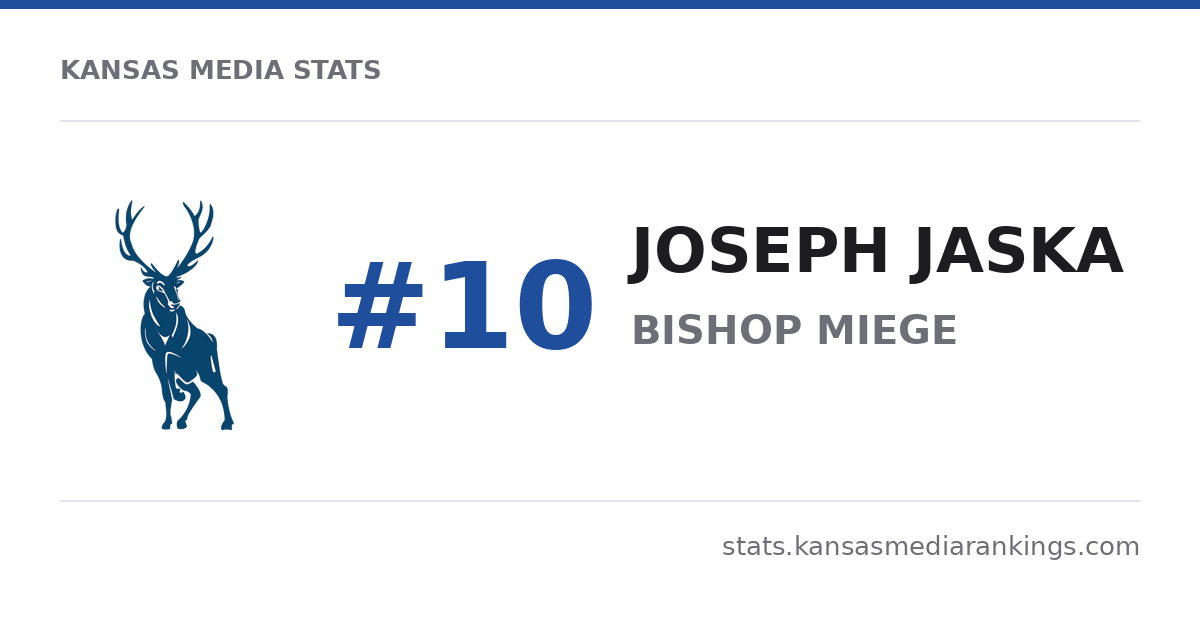 KANSAS MEDIA STATS
#10
JOSEPH JASKA
BISHOP MIEGE
stats.kansasmediarankings.com